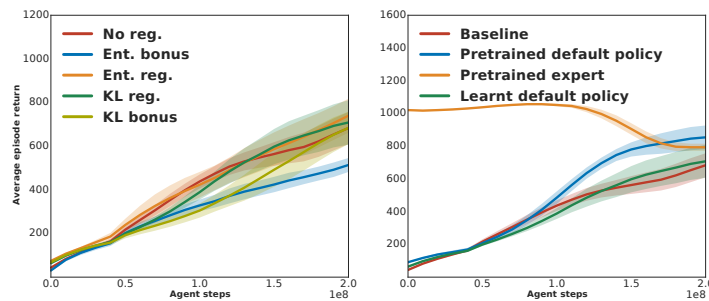 1200
1000
800
600
400
200
Average episode return
No reg.
Ent. bonus
Ent. reg.
KL reg.
KL bonus
0.0
0.5
1.0
1.5
2.0
1e8
Agent steps
1600
1400
1200
1000
800
600
400
200
Baseline
Pretrained default policy
Pretrained expert
Learnt default policy
0.0
0.5
1.0
1.5
2.0
1e8
Agent steps